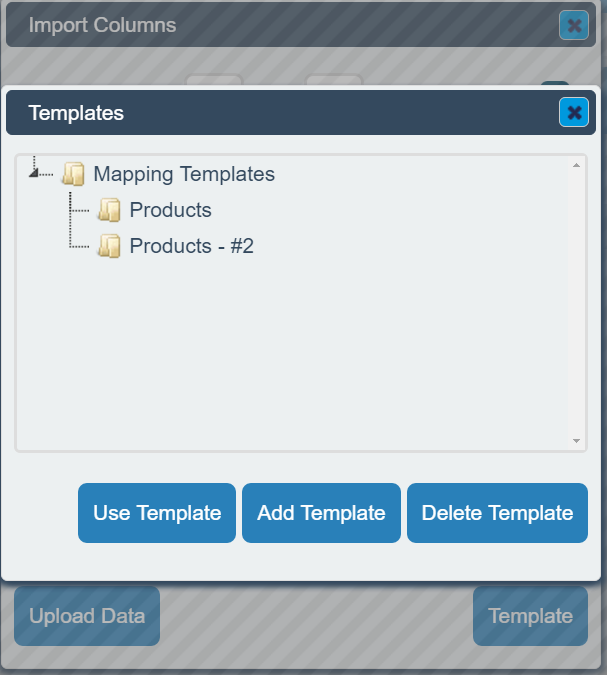 Import Columns
Templates
Mapping Templates
Products
Products - #2
Use Template Add Template Delete Template
Upload Data Template